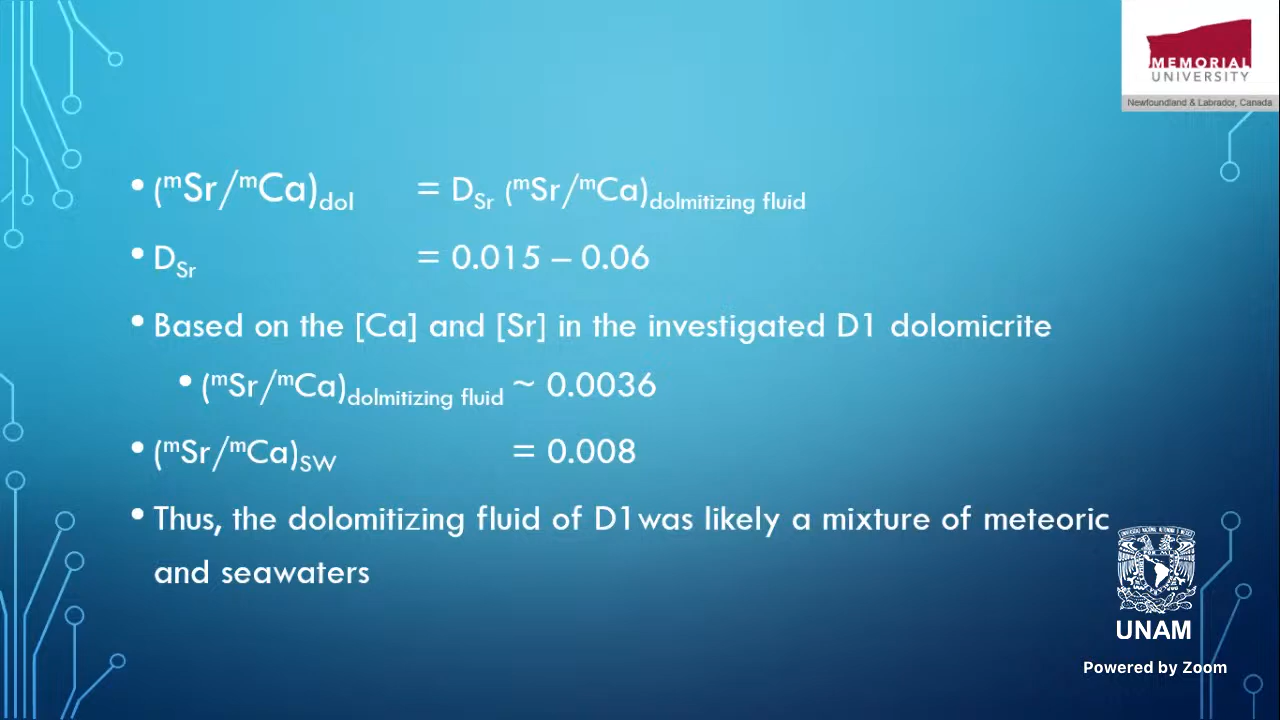 MEMORIAL
UNIVERSITY
Newfoundland & Labrador, Canada
• (ᵐSr/ᵐCa)dol = DSr (ᵐSr/ᵐCa)dolmitizing fluid
• DSr = 0.015 – 0.06
• Based on the [Ca] and [Sr] in the investigated D1 dolomicrite
• (ᵐSr/ᵐCa)dolmitizing fluid ~ 0.0036
• (ᵐSr/ᵐCa)SW = 0.008
• Thus, the dolomitizing fluid of D1was likely a mixture of meteoric
and seawaters
UNAM
Powered by Zoom